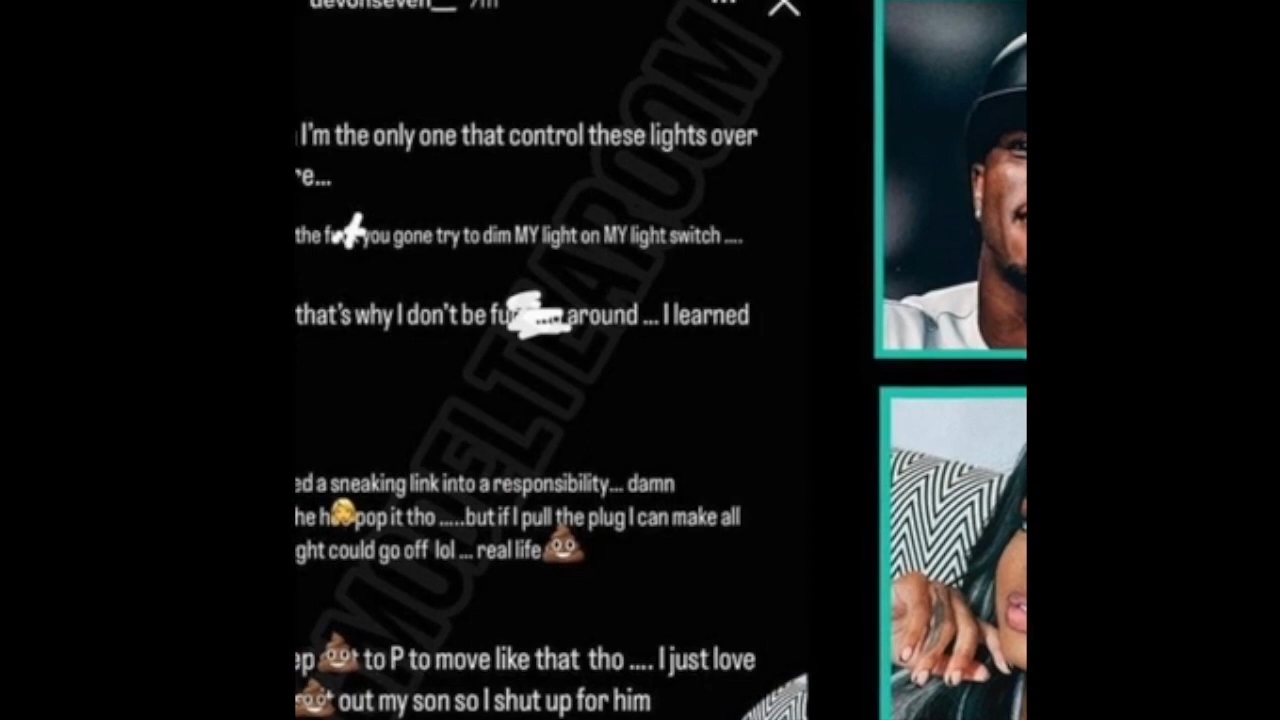 devonseven__ 7m
I'm the only one that control these lights over
re...
the you gone try to dim MY light on MY light switch ....
that's why I don't be around ... I learned
ed a sneaking link into a responsibility... damn
he pop it tho .....but if I pull the plug I can make all
ght could go off lol ... real life💩
ep to P to move like that tho .... I just love
out my son so I shut up for him